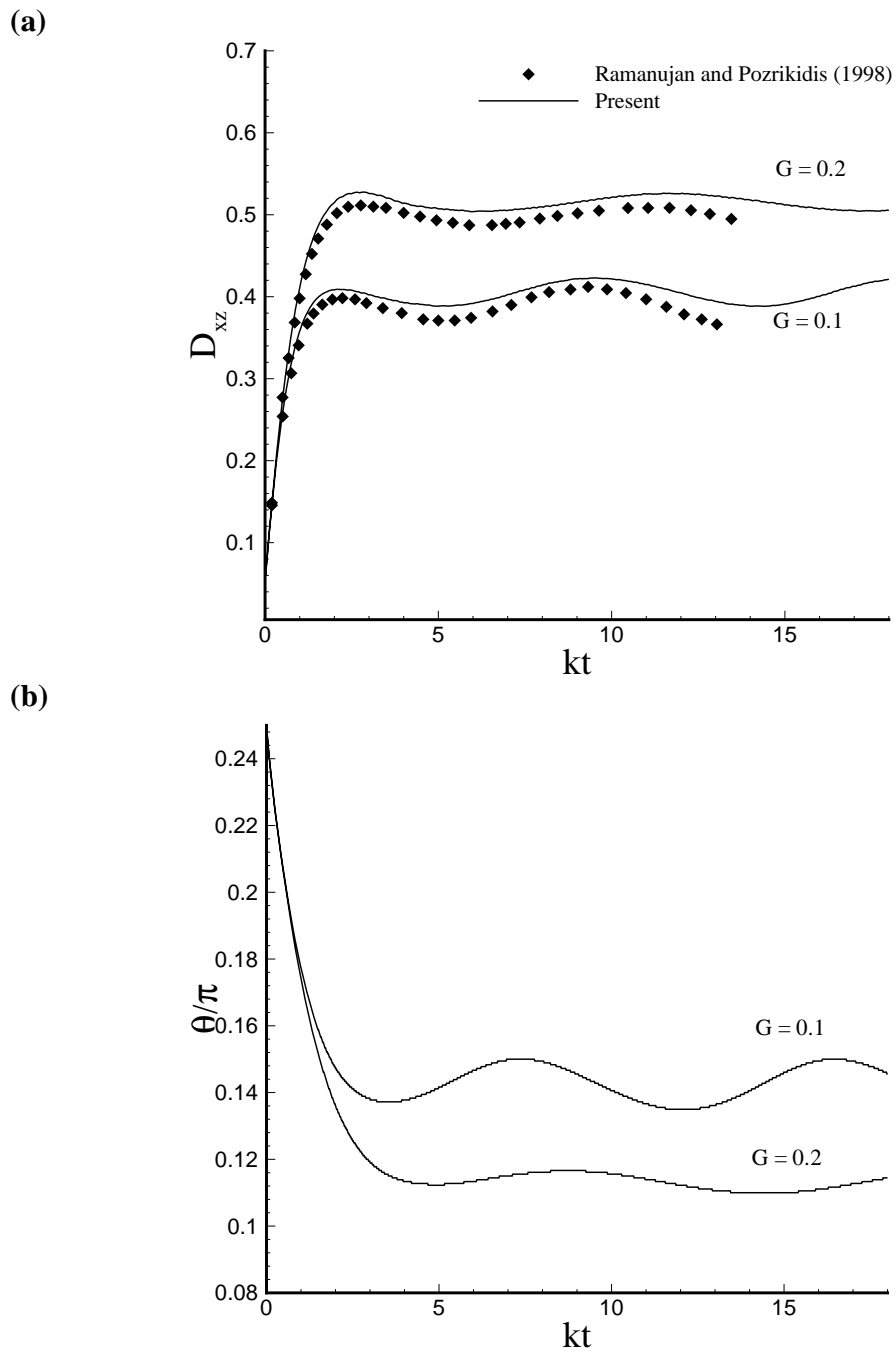 (a)
0.7
Ramanujan and Pozrikidis (1998)
Present
0.6
G = 0.2
0.5
0.4
G = 0.1
D_xz
0.3
0.2
0.1
0 5 10 15
kt
(b)
0.24
0.22
0.2
0.18
θ/π
0.16
G = 0.1
0.14
G = 0.2
0.12
0.1
0.08
0 5 10 15
kt